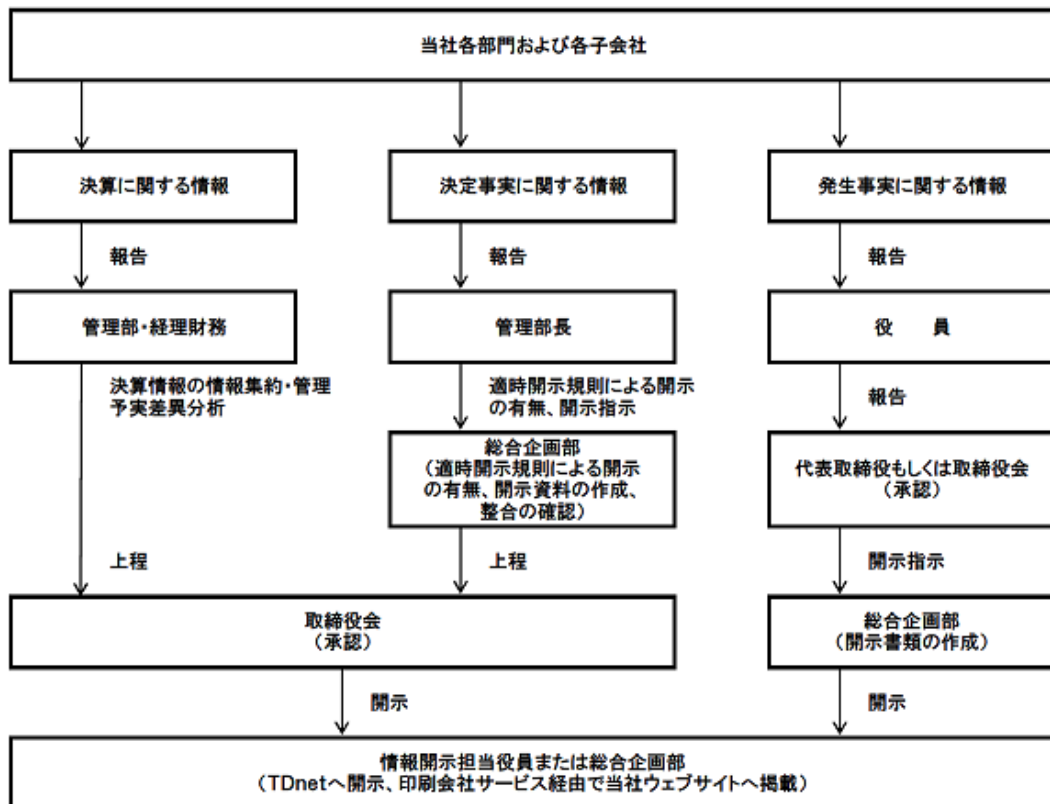 当社各部門および各子会社
決算に関する情報
決定事実に関する情報
発生事実に関する情報
報告
報告
報告
管理部・経理財務
管理部長
役　員
決算情報の情報集約・管理
予実差異分析
適時開示規則による開示
の有無、開示指示
報告
総合企画部
（適時開示規則による開示
の有無、開示資料の作成、
整合の確認）
代表取締役もしくは取締役会
（承認）
上程
上程
開示指示
取締役会
（承認）
総合企画部
（開示書類の作成）
開示
開示
情報開示担当役員または総合企画部
（TDnetへ開示、印刷会社サービス経由で当社ウェブサイトへ掲載）